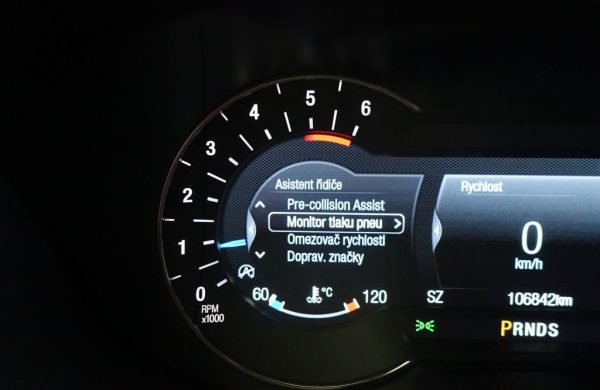 6
5
4
3
2
1
0
RPM
x1000
Asistent řidiče
Pre-collision Assist
Monitor tlaku pneu
Omezovač rychlosti
Doprav. značky
60
°C
120
Rychlost
0
km/h
SZ
106842km
PRNDS